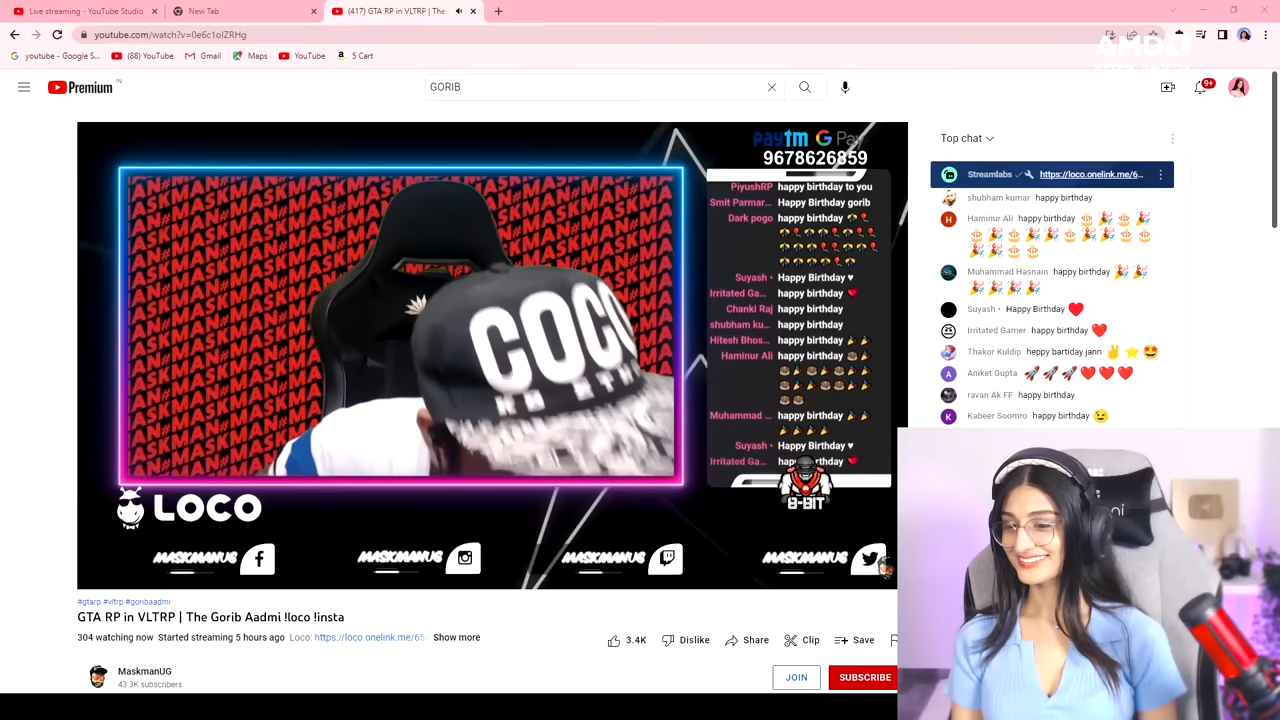 Live streaming - YouTube Studio
New Tab
(417) GTA RP in VLTRP | The
youtube.com/watch?v=0e6c1olZRHg
youtube - Google S...
(88) YouTube
Gmail
Maps
YouTube
5 Cart
AMD
Premium
IN
GORIB
9+
paytm G Pay
9678626859
PiyushRP happy birthday to you
Smit Parmar... Happy Birthday gorib
Dark pogo happy birthday
Suyash • Happy Birthday ♥
Irritated Ga... happy birthday ❤
Chanki Raj happy birthday
shubham ku... happy birthday
Hitesh Bhos... happy birthday 🎉 🎉
Haminur Ali happy birthday
Muhammad ... happy birthday 🎉 🎉
🎉 🎉 🎉 🎉
Suyash • Happy Birthday ♥
Irritated Ga... happy birthday ❤
#MASKMAN#MASKMAN
COCO
LOCO
8-BIT
MASKMANUG
MASKMANUG
MASKMANUG
MASKMANUG
Top chat
Streamlabs https://loco.onelink.me/6...
shubham kumar happy birthday
Haminur Ali happy birthday 🎂 🎉 🎂 🎉
🎂 🎉 🎂 🎉 🎉 🎂 🎉 🎉 🎂 🎂
🎉 🎉 🎂 🎂
Muhammad Hasnain happy birthday 🎉 🎉
🎉 🎉 🎉 🎉
Suyash • Happy Birthday ❤
Irritated Gamer happy birthday ❤
Thakor Kuldip heppy bartiday jann ✌ ⭐ 🤩
Aniket Gupta 🚀 🚀 🚀 ❤ ❤ ❤
ravan Ak FF happy birthday
Kabeer Soomro happy birthday 😉
#gtarp #vltrp #goribaadmi
GTA RP in VLTRP | The Gorib Aadmi !loco !insta
304 watching now Started streaming 5 hours ago Loco: https://loco.onelink.me/65 Show more
3.4K Dislike Share Clip Save
MaskmanUG
43.3K subscribers
JOIN
SUBSCRIBE